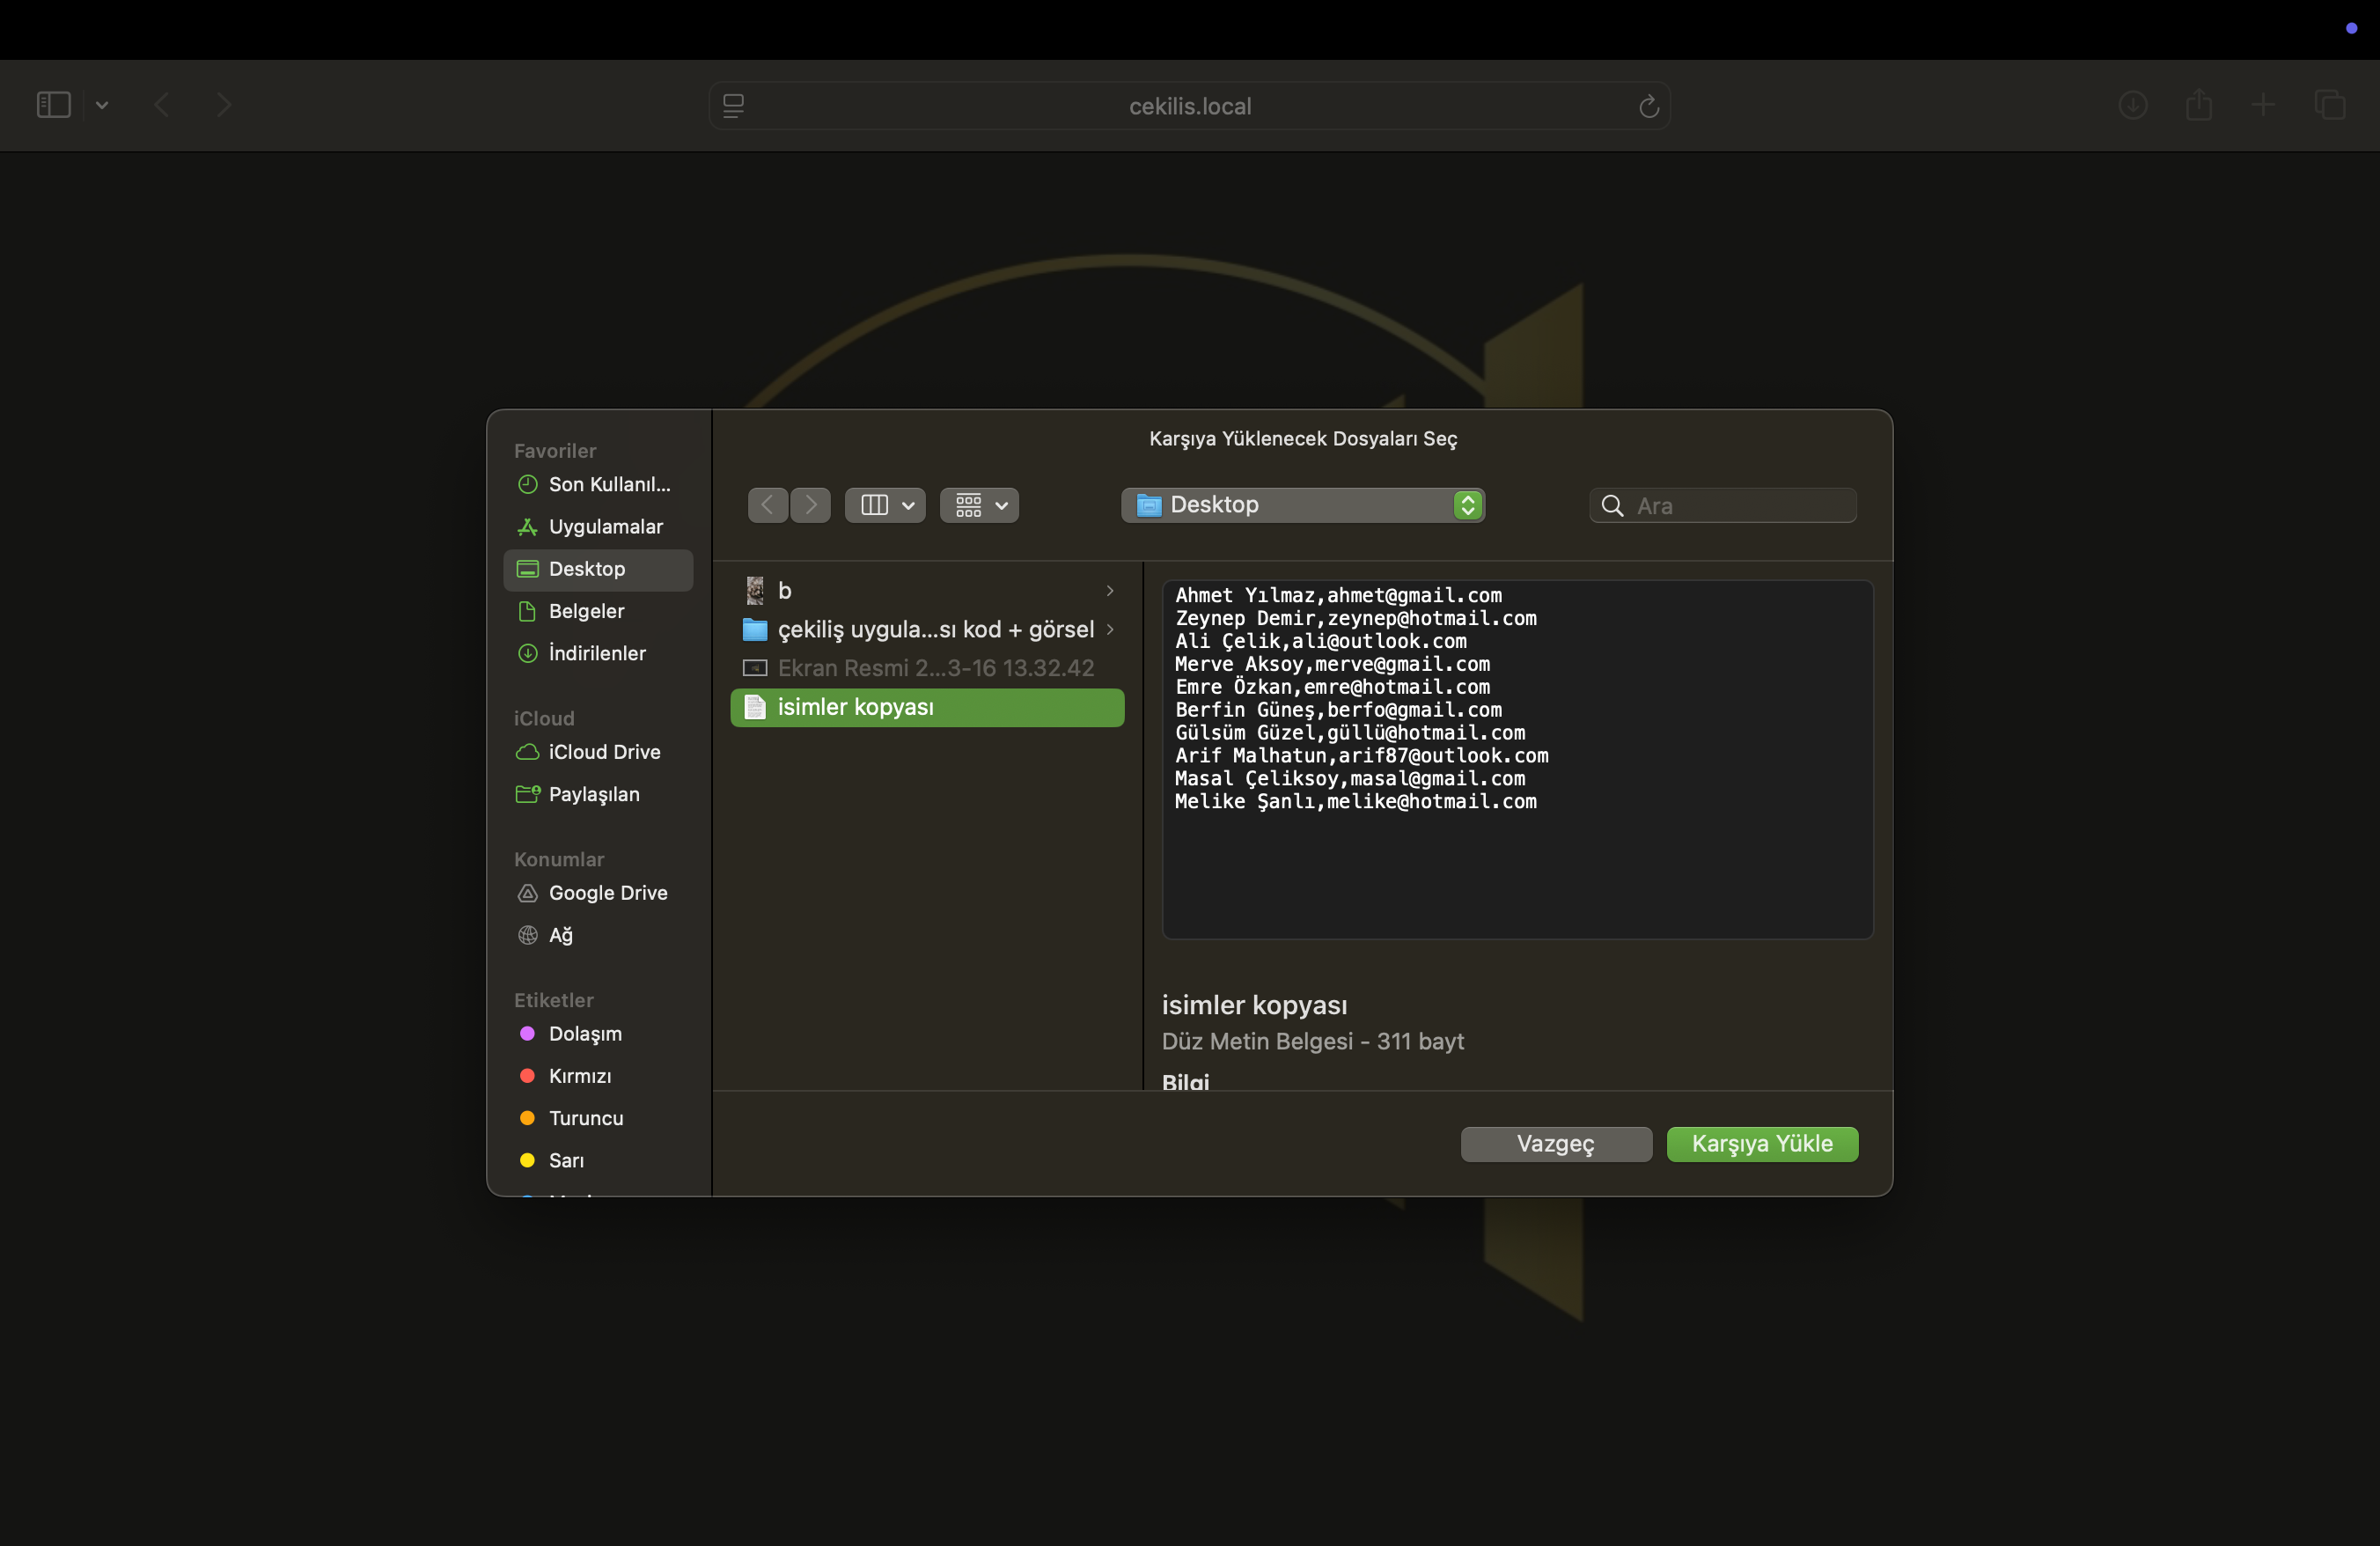 cekilis.local
Karşıya Yüklenecek Dosyaları Seç
Favoriler
Son Kullanıl...
Uygulamalar
Desktop
Belgeler
İndirilenler
iCloud
iCloud Drive
Paylaşılan
Konumlar
Google Drive
Ağ
Etiketler
Dolaşım
Kırmızı
Turuncu
Sarı
Desktop
Ara
b
çekiliş uygula...sı kod + görsel
Ekran Resmi 2...3-16 13.32.42
isimler kopyası
Ahmet Yılmaz,ahmet@gmail.com
Zeynep Demir,zeynep@hotmail.com
Ali Çelik,ali@outlook.com
Merve Aksoy,merve@gmail.com
Emre Özkan,emre@hotmail.com
Berfin Güneş,berfo@gmail.com
Gülsüm Güzel,güllü@hotmail.com
Arif Malhatun,arif87@outlook.com
Masal Çeliksoy,masal@gmail.com
Melike Şanlı,melike@hotmail.com
isimler kopyası
Düz Metin Belgesi - 311 bayt
Bilgi
Vazgeç
Karşıya Yükle